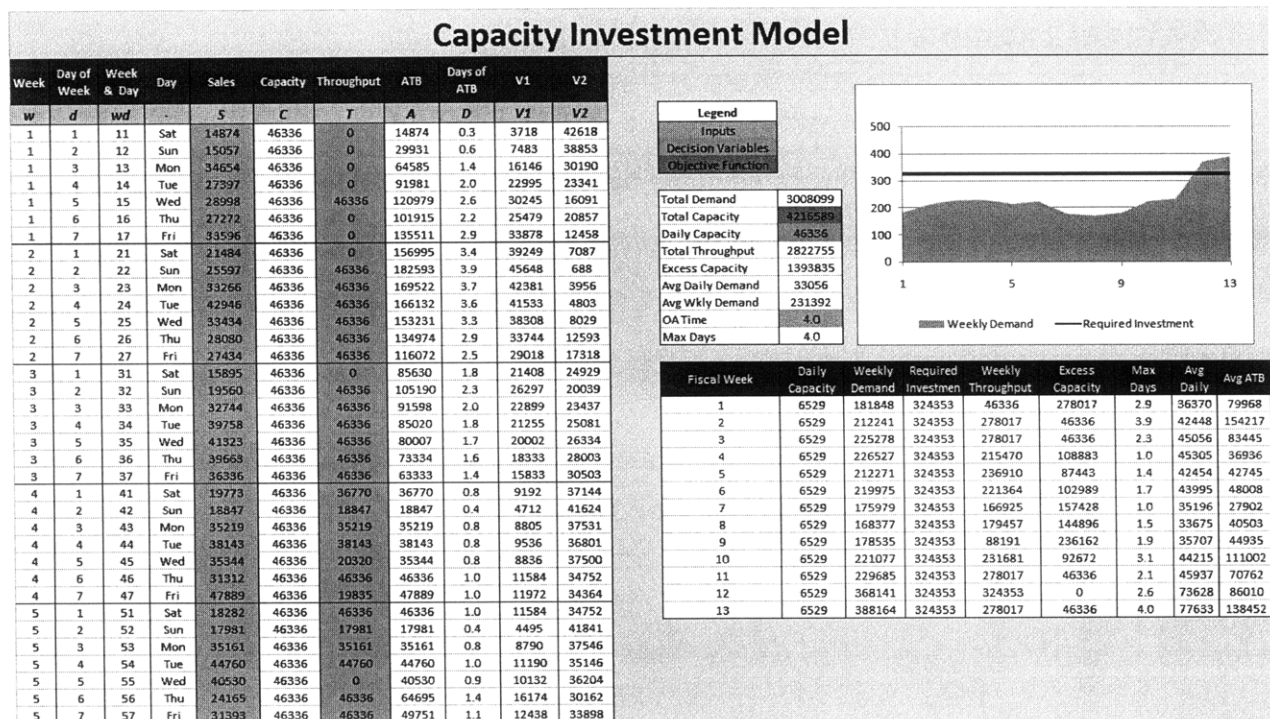 Capacity Investment Model
Week Day of Week Week & Day Day Sales Capacity Throughput ATB Days of ATB V1 V2
w d wd - S C T A D V1 V2
1 1 11 Sat 14874 46336 0 14874 0.3 3718 42618
1 2 12 Sun 15057 46336 0 29931 0.6 7483 38853
1 3 13 Mon 34654 46336 0 64585 1.4 16146 30190
1 4 14 Tue 27397 46336 0 91981 2.0 22995 23341
1 5 15 Wed 28998 46336 46336 120979 2.6 30245 16091
1 6 16 Thu 27272 46336 0 101915 2.2 25479 20857
1 7 17 Fri 33596 46336 0 135511 2.9 33878 12458
2 1 21 Sat 21484 46336 0 156995 3.4 39249 7087
2 2 22 Sun 25597 46336 46336 182593 3.9 45648 688
2 3 23 Mon 33266 46336 46336 169522 3.7 42381 3956
2 4 24 Tue 42946 46336 46336 166132 3.6 41533 4803
2 5 25 Wed 33434 46336 46336 153231 3.3 38308 8029
2 6 26 Thu 28080 46336 46336 134974 2.9 33744 12593
2 7 27 Fri 27434 46336 46336 116072 2.5 29018 17318
3 1 31 Sat 15895 46336 0 85630 1.8 21408 24929
3 2 32 Sun 19560 46336 46336 105190 2.3 26297 20039
3 3 33 Mon 32744 46336 46336 91598 2.0 22899 23437
3 4 34 Tue 39758 46336 46336 85020 1.8 21255 25081
3 5 35 Wed 41323 46336 46336 80007 1.7 20002 26334
3 6 36 Thu 39663 46336 46336 73334 1.6 18333 28003
3 7 37 Fri 36336 46336 46336 63333 1.4 15833 30503
4 1 41 Sat 19773 46336 36770 36770 0.8 9192 37144
4 2 42 Sun 18847 46336 18847 18847 0.4 4712 41624
4 3 43 Mon 35219 46336 35219 35219 0.8 8805 37531
4 4 44 Tue 38143 46336 38143 38143 0.8 9536 36801
4 5 45 Wed 35344 46336 20320 35344 0.8 8836 37500
4 6 46 Thu 31312 46336 46336 46336 1.0 11584 34752
4 7 47 Fri 47889 46336 19835 47889 1.0 11972 34364
5 1 51 Sat 18282 46336 46336 46336 1.0 11584 34752
5 2 52 Sun 17981 46336 17981 17981 0.4 4495 41841
5 3 53 Mon 35161 46336 35161 35161 0.8 8790 37546
5 4 54 Tue 44760 46336 44760 44760 1.0 11190 35146
5 5 55 Wed 40530 46336 0 40530 0.9 10132 36204
5 6 56 Thu 24165 46336 46336 64695 1.4 16174 30162
5 7 57 Fri 31393 46336 46336 49751 1.1 12438 33898
Legend
Inputs
Decision Variables
Objective Function
Total Demand 3008099
Total Capacity 4216589
Daily Capacity 46336
Total Throughput 2822755
Excess Capacity 1393835
Avg Daily Demand 33056
Avg Wkly Demand 231392
OA Time 4.0
Max Days 4.0
500
400
300
200
100
0
1 5 9 13
Weekly Demand Required Investment
Fiscal Week Daily Capacity Weekly Demand Required Investmen Weekly Throughput Excess Capacity Max Days Avg Daily Avg ATB
1 6529 181848 324353 46336 278017 2.9 36370 79968
2 6529 212241 324353 278017 46336 3.9 42448 154217
3 6529 225278 324353 278017 46336 2.3 45056 83445
4 6529 226527 324353 215470 108883 1.0 45305 36936
5 6529 212271 324353 236910 87443 1.4 42454 42745
6 6529 219975 324353 221364 102989 1.7 43995 48008
7 6529 175979 324353 166925 157428 1.0 35196 27902
8 6529 168377 324353 179457 144896 1.5 33675 40503
9 6529 178535 324353 88191 236162 1.9 35707 44935
10 6529 221077 324353 231681 92672 3.1 44215 111002
11 6529 229685 324353 278017 46336 2.1 45937 70762
12 6529 368141 324353 324353 0 2.6 73628 86010
13 6529 388164 324353 278017 46336 4.0 77633 138452